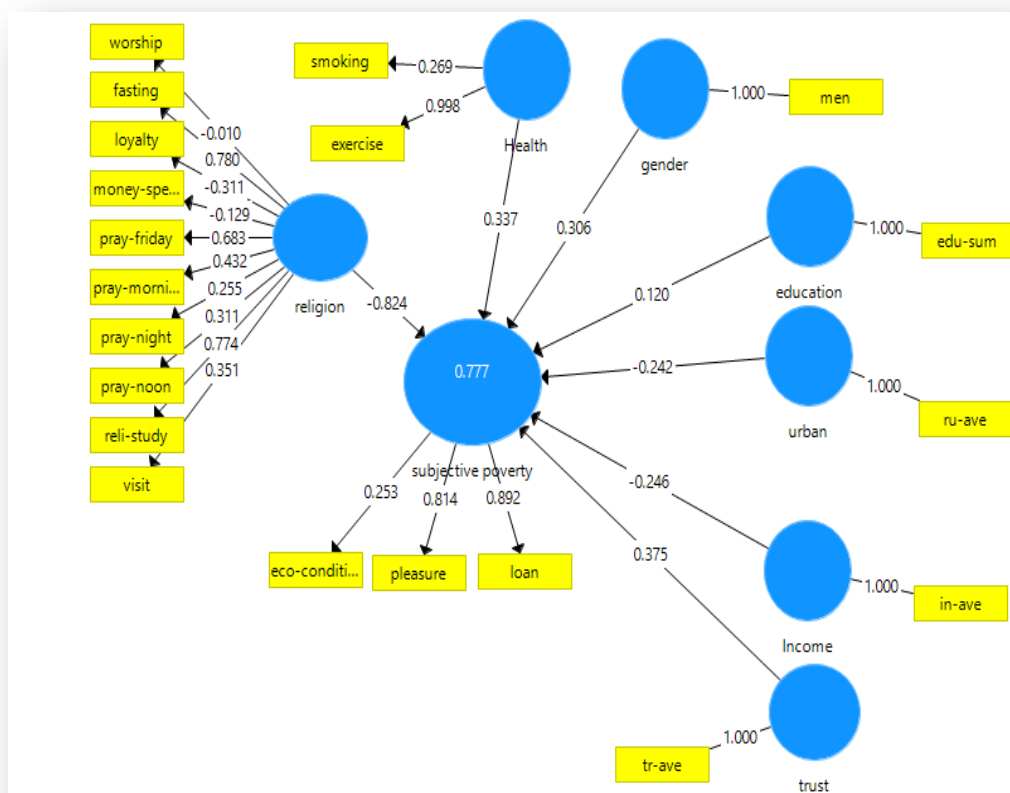 worship
fasting
loyalty
money-spe...
pray-friday
pray-morni...
pray-night
pray-noon
reli-study
visit
-0.010
0.780
-0.311
-0.129
0.683
0.432
0.255
0.311
0.774
0.351
religion
-0.824
smoking
0.269
exercise
0.998
Health
0.337
gender
1.000
men
0.306
education
1.000
edu-sum
0.120
urban
1.000
ru-ave
-0.242
Income
1.000
in-ave
-0.246
trust
1.000
tr-ave
0.375
0.777
subjective poverty
0.253
0.814
0.892
eco-conditi...
pleasure
loan